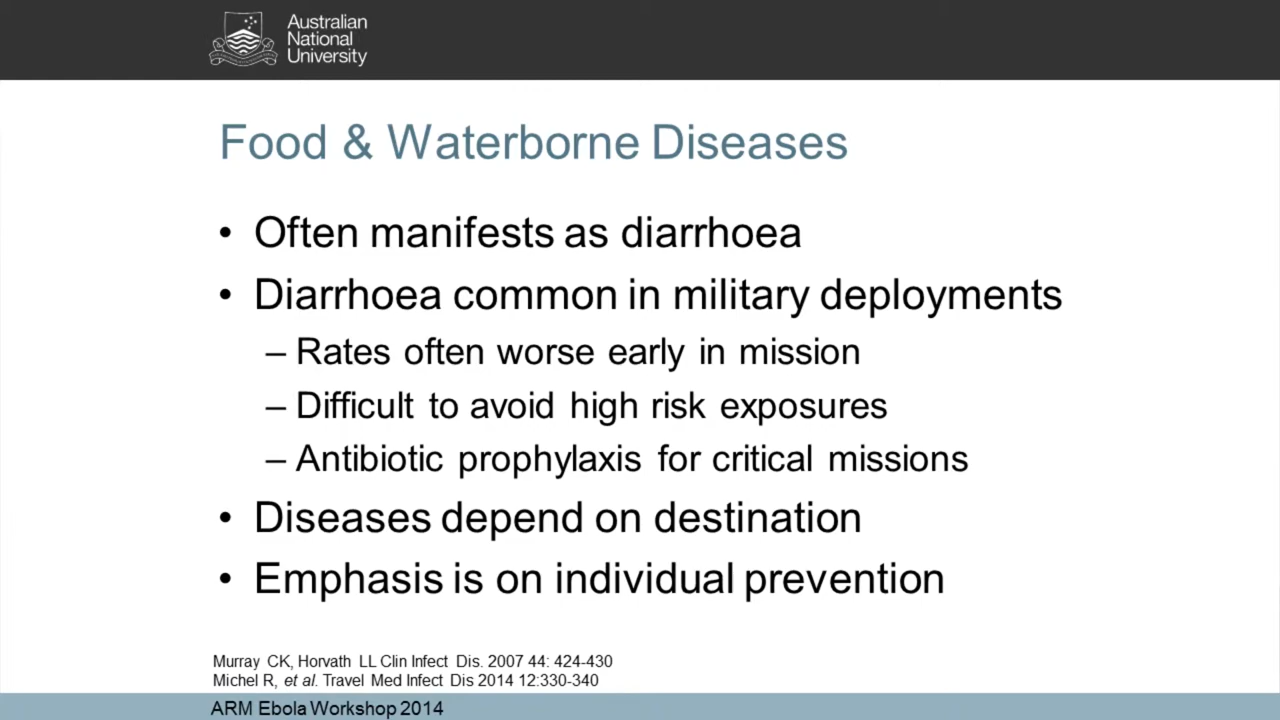 Australian
National
University
Food & Waterborne Diseases
• Often manifests as diarrhoea
• Diarrhoea common in military deployments
– Rates often worse early in mission
– Difficult to avoid high risk exposures
– Antibiotic prophylaxis for critical missions
• Diseases depend on destination
• Emphasis is on individual prevention
Murray CK, Horvath LL Clin Infect Dis. 2007 44: 424-430
Michel R, et al. Travel Med Infect Dis 2014 12:330-340
ARM Ebola Workshop 2014